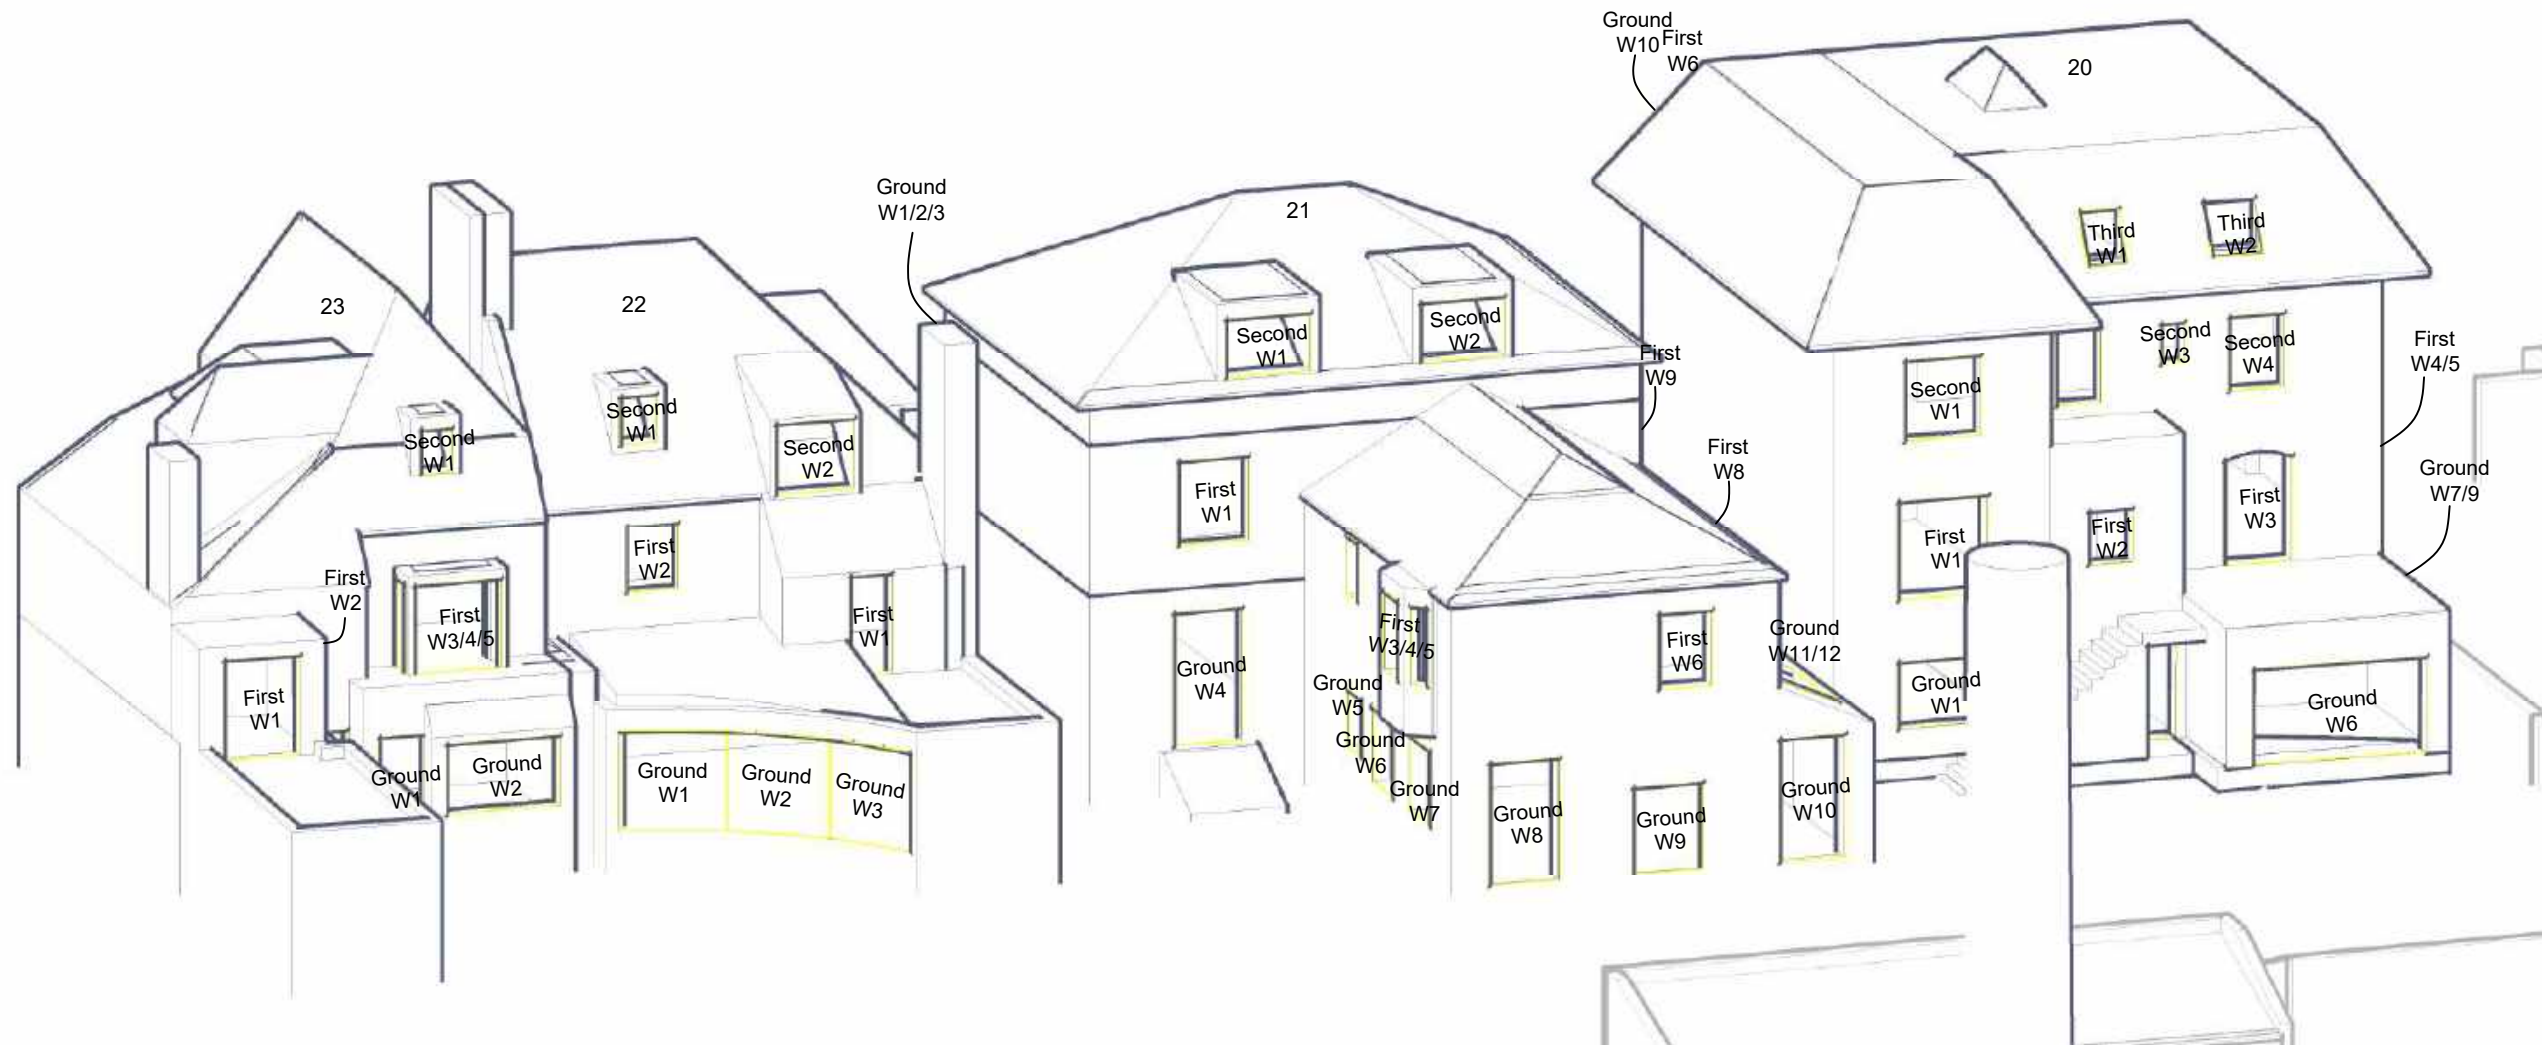 Ground
W10
First
W6
20
Ground
W1/2/3
21
23
22
Third
W1
Third
W2
Second
W1
Second
W2
Second
W3
Second
W4
First
W9
First
W4/5
Second
W1
Second
W1
Second
W1
Second
W2
First
W8
Ground
W7/9
First
W1
First
W1
First
W2
First
W3
First
W2
First
W2
First
W3/4/5
First
W1
First
W3/4/5
First
W6
Ground
W11/12
Ground
W4
First
W1
Ground
W5
Ground
W1
Ground
W6
Ground
W1
Ground
W2
Ground
W1
Ground
W2
Ground
W3
Ground
W6
Ground
W7
Ground
W8
Ground
W9
Ground
W10